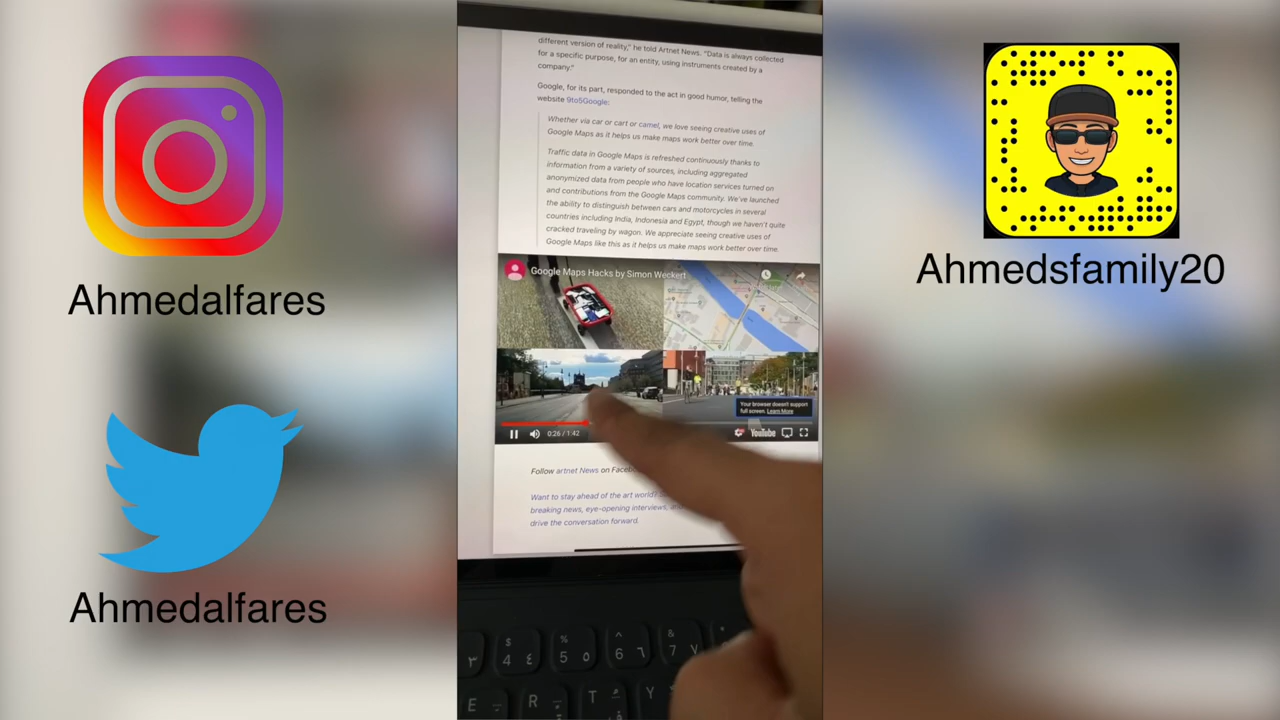 Ahmedalfares
Ahmedalfares
different version of reality," he told Artnet News. "Data is always collected
for a specific purpose, for an entity, using instruments created by a
company."
Google, for its part, responded to the act in good humor, telling the
website 9to5Google:
Whether via car or cart or camel, we love seeing creative uses of
Google Maps as it helps us make maps work better over time.
Traffic data in Google Maps is refreshed continuously thanks to
information from a variety of sources, including aggregated
anonymized data from people who have location services turned on
and contributions from the Google Maps community. We've launched
the ability to distinguish between cars and motorcycles in several
countries including India, Indonesia and Egypt, though we haven't quite
cracked traveling by wagon. We appreciate seeing creative uses of
Google Maps like this as it helps us make maps work better over time.
Google Maps Hacks by Simon Weckert
Your browser doesn't support
full screen. Learn More
0:26 / 1:42
YouTube
Follow artnet News on
Want to stay ahead of the art world?
breaking news, eye-opening interviews,
drive the conversation forward.
$ % ^ & *
٣ 4 ٤ 5 ٥ 6 ٦ 7 ٧
E R T Y
Ahmedsfamily20